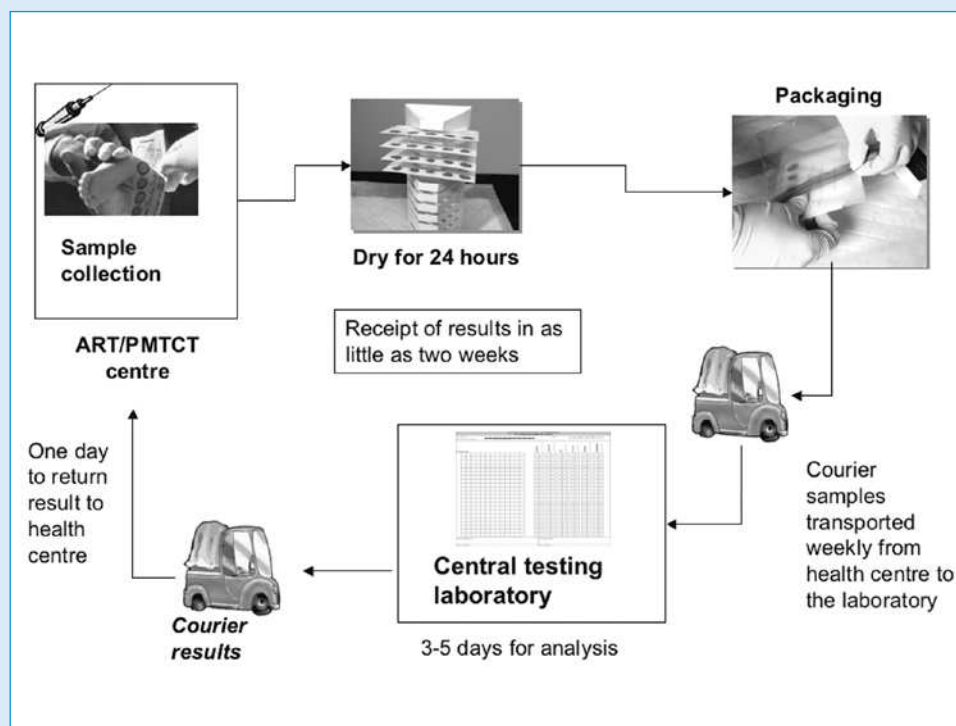 Sample
collection
ART/PMTCT
centre
Dry for 24 hours
Packaging
Receipt of results in as
little as two weeks
Courier
samples
transported
weekly from
health centre to
the laboratory
Central testing
laboratory
3-5 days for analysis
Courier
results
One day
to return
result to
health
centre